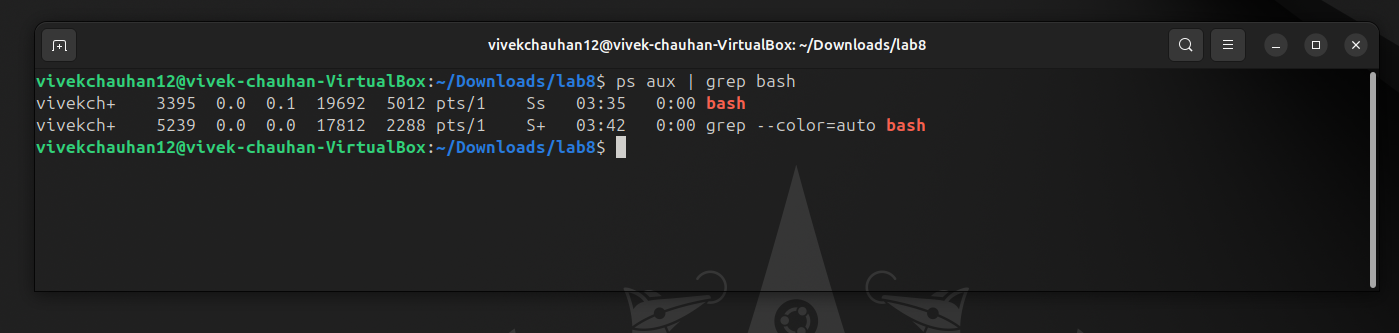 vivekchauhan12@vivek-chauhan-VirtualBox: ~/Downloads/lab8
vivekchauhan12@vivek-chauhan-VirtualBox:~/Downloads/lab8$ ps aux | grep bash
vivekch+    3395  0.0  0.1  19692  5012 pts/1    Ss   03:35   0:00 bash
vivekch+    5239  0.0  0.0  17812  2288 pts/1    S+   03:42   0:00 grep --color=auto bash
vivekchauhan12@vivek-chauhan-VirtualBox:~/Downloads/lab8$